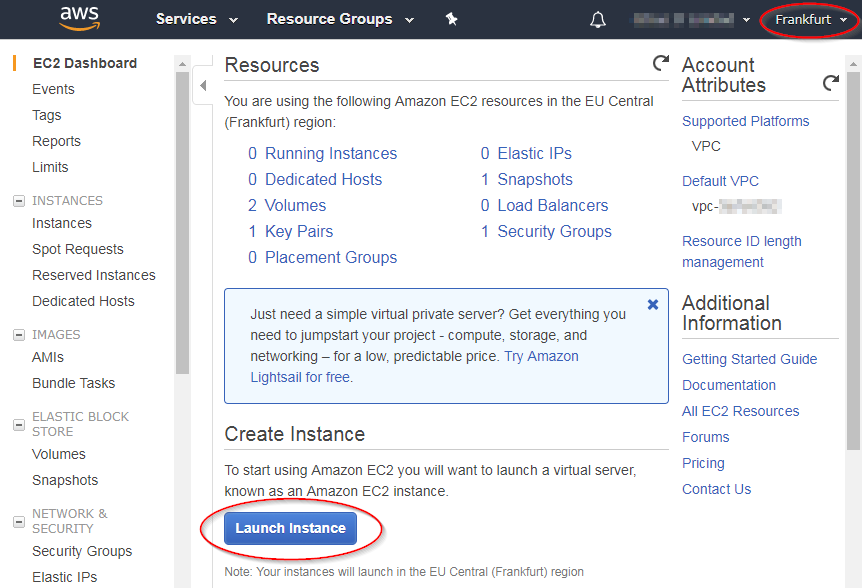 aws
Services
Resource Groups
Frankfurt
EC2 Dashboard
Events
Tags
Reports
Limits
INSTANCES
Instances
Spot Requests
Reserved Instances
Dedicated Hosts
IMAGES
AMIs
Bundle Tasks
ELASTIC BLOCK
STORE
Volumes
Snapshots
NETWORK &
SECURITY
Security Groups
Elastic IPs
Resources
You are using the following Amazon EC2 resources in the EU Central
(Frankfurt) region:
0 Running Instances
0 Elastic IPs
0 Dedicated Hosts
1 Snapshots
2 Volumes
0 Load Balancers
1 Key Pairs
1 Security Groups
0 Placement Groups
Just need a simple virtual private server? Get everything you
need to jumpstart your project - compute, storage, and
networking – for a low, predictable price. Try Amazon
Lightsail for free.
Create Instance
To start using Amazon EC2 you will want to launch a virtual server,
known as an Amazon EC2 instance.
Launch Instance
Note: Your instances will launch in the EU Central (Frankfurt) region
Account
Attributes
Supported Platforms
VPC
Default VPC
vpc-
Resource ID length
management
Additional
Information
Getting Started Guide
Documentation
All EC2 Resources
Forums
Pricing
Contact Us